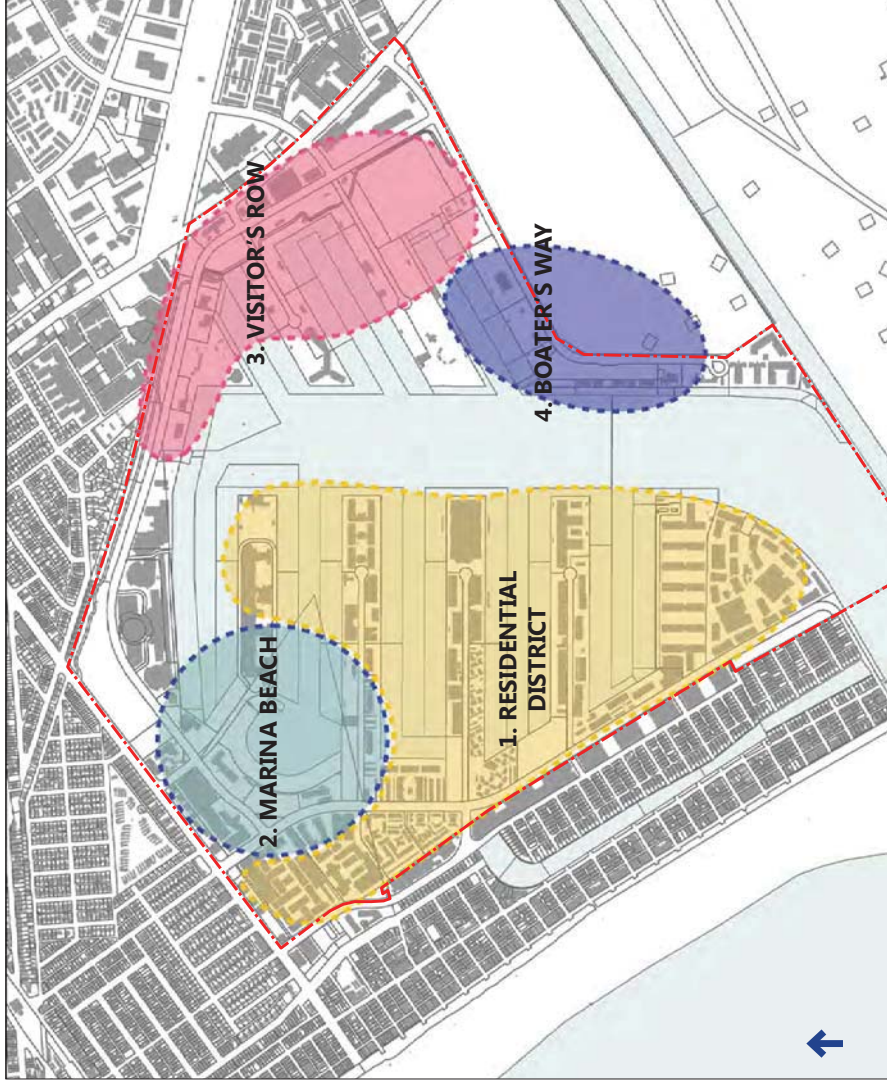 3. VISITOR'S ROW
4. BOATER'S WAY
2. MARINA BEACH
1. RESIDENTIAL
DISTRICT